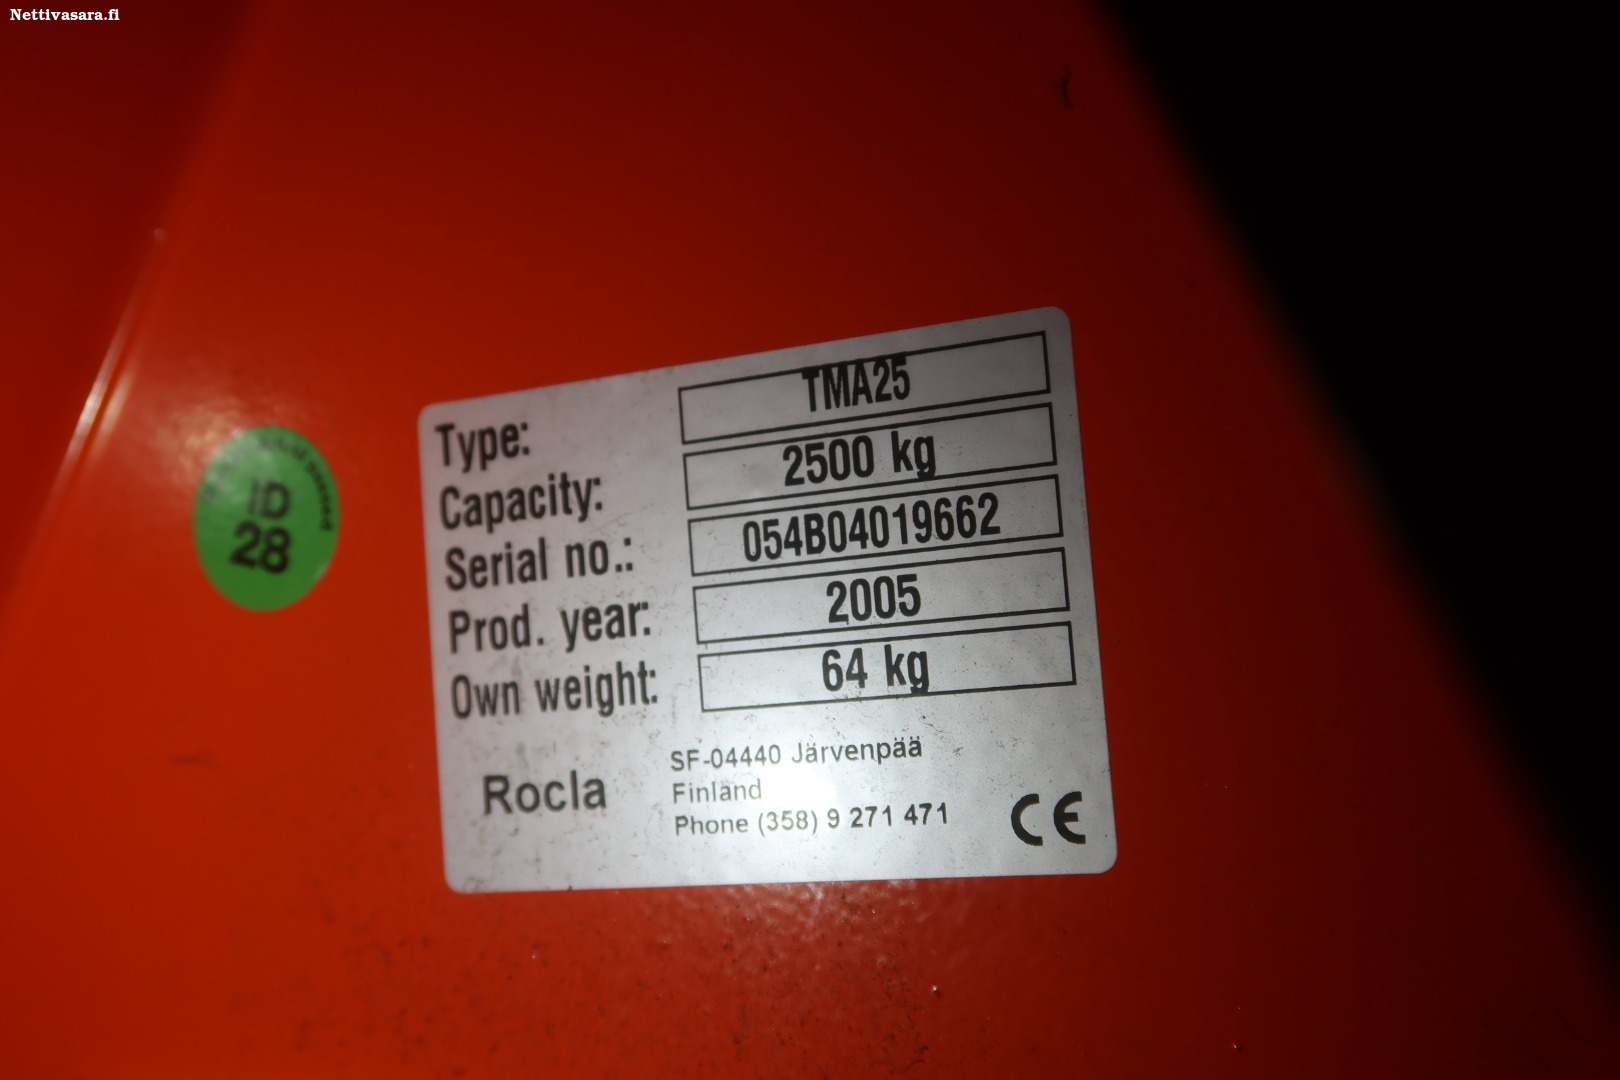 Nettivasara.fi
Type: TMA25
Capacity: 2500 kg
Serial no.: 054B04019662
Prod. year: 2005
Own weight: 64 kg
Rocla
SF-04440 Järvenpää
Finland
Phone (358) 9 271 471
CE
ID
28